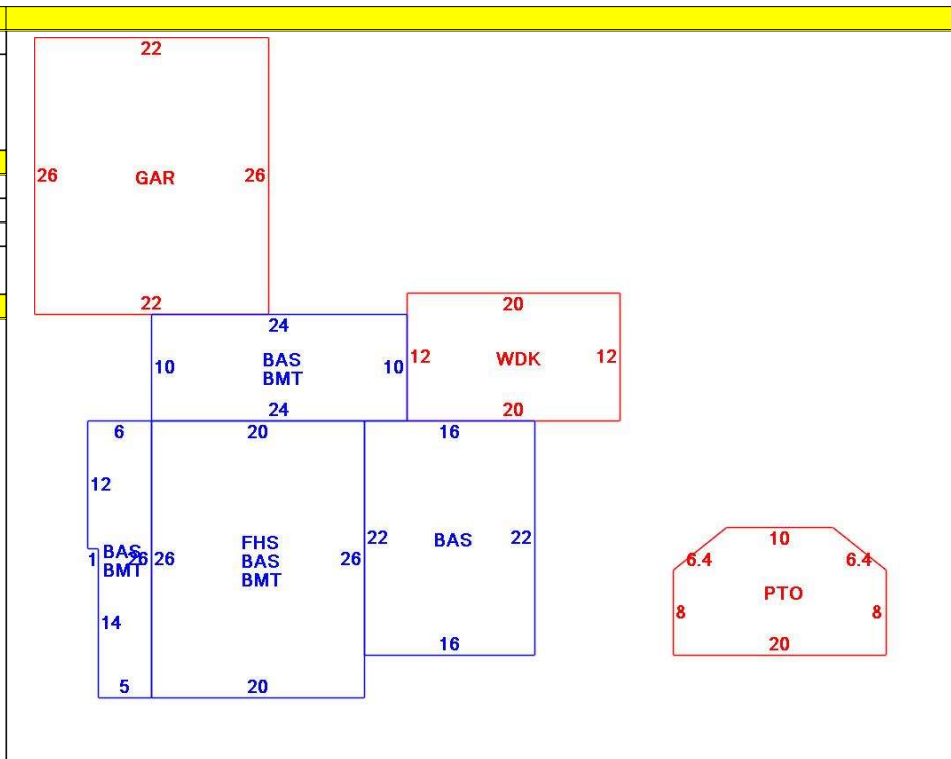 22
26 GAR 26
22
20
24
10 BAS 10
BMT
12 WDK 12
24
20
6 20 16
12
22 BAS 22
FHS
1 BAS 26 26 BAS 26
BMT BMT
14
16
5 20
10
6.4 6.4
PTO
8 8
20